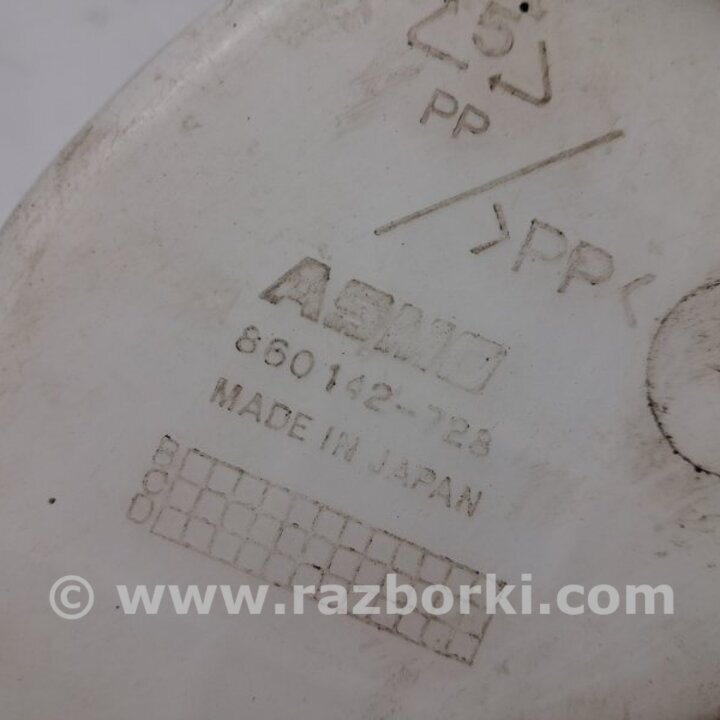 5
PP
>PP<
ASMO
860142-728
MADE IN JAPAN
B
C
D
© www.razborki.com